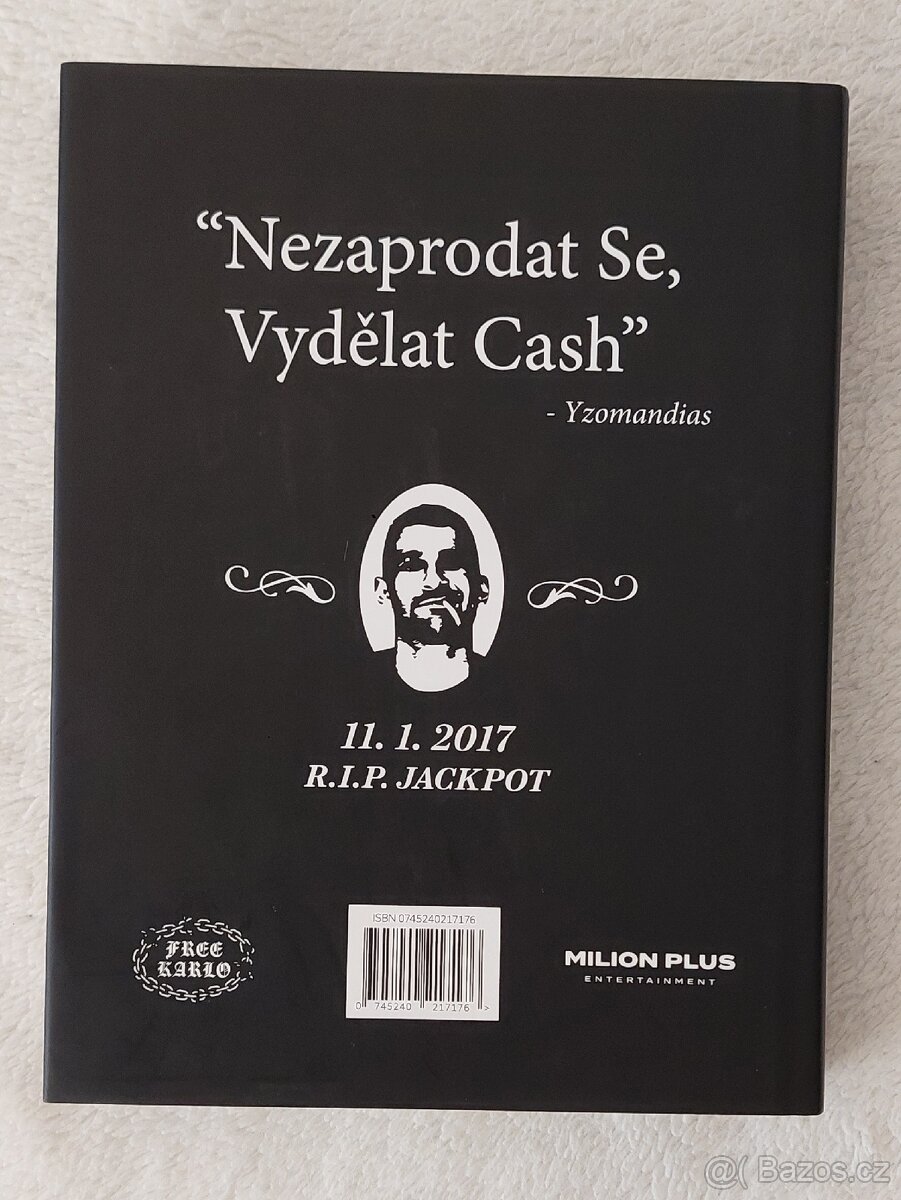 “Nezaprodat Se,
Vydělat Cash”
- Yzomandias
11. 1. 2017
R.I.P. JACKPOT
FREE
KARLO
ISBN 0745240217176
0 745240 217176 >
MILION PLUS
ENTERTAINMENT
@( Bazos.cz